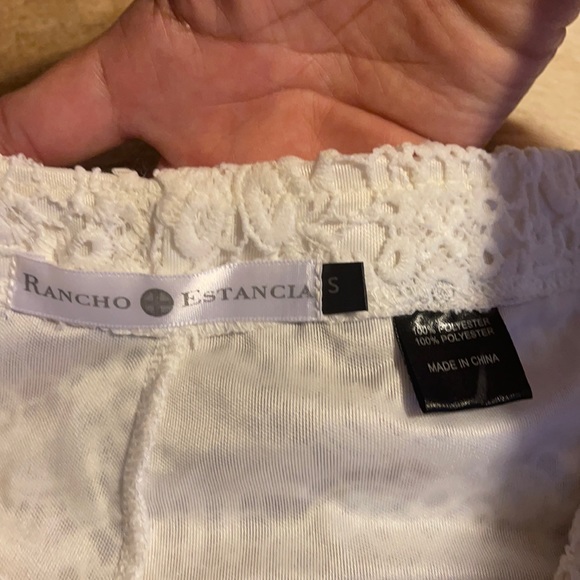 RANCHO ESTANCIA
S
100% POLYESTER
100% POLYESTER
MADE IN CHINA